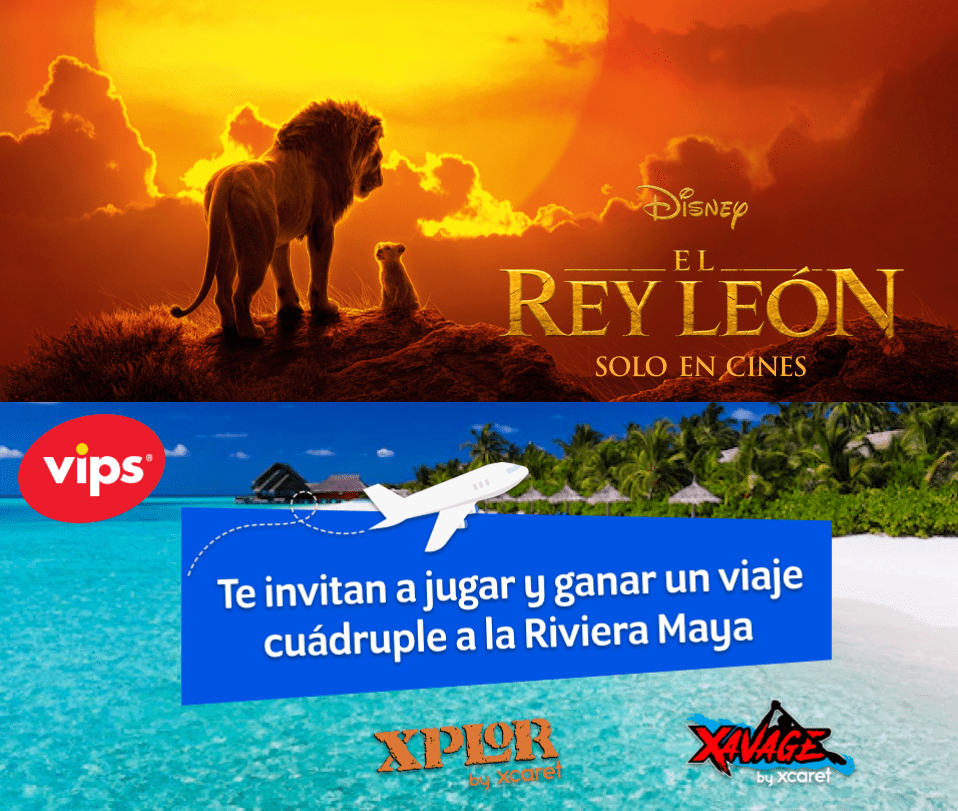 Disney
EL
REY LEÓN
SOLO EN CINES
vips®
Te invitan a jugar y ganar un viaje
cuádruple a la Riviera Maya
XPLOR
by xcaret
XAVAGE
by xcaret